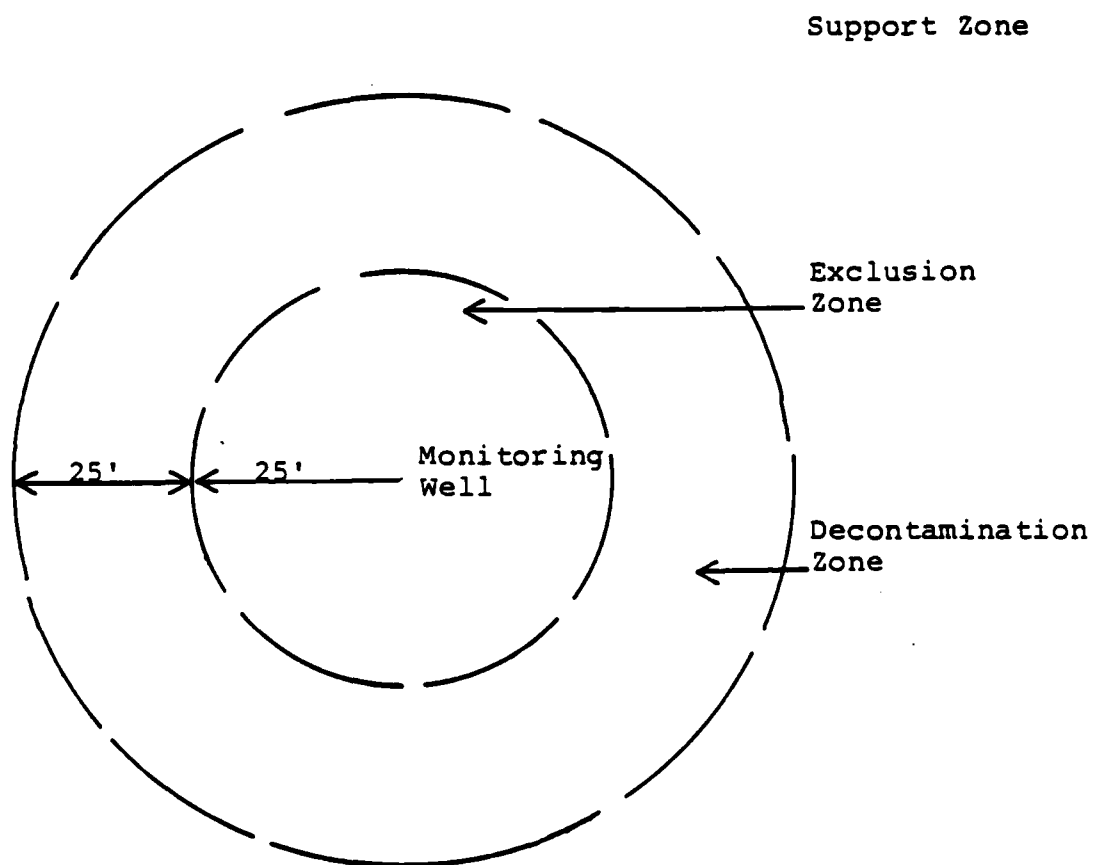 Support Zone
Exclusion
Zone
25'
25'
Monitoring
Well
Decontamination
Zone